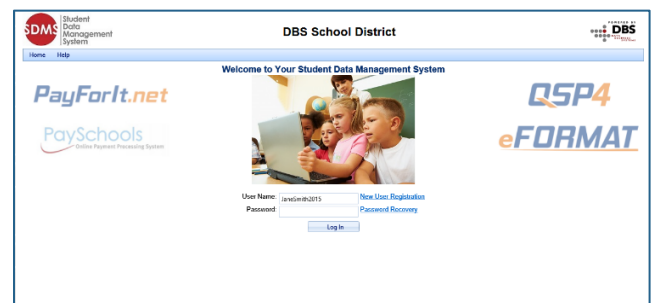 SDMS Student
Data
Management
System
DBS School District
POWERED BY
DBS
Home Help
Welcome to Your Student Data Management System
PayForIt.net
QSP4
PaySchools
Online Payment Processing System
eFORMAT
User Name: JaneSmith2015 New User Registration
Password: Password Recovery
Log In